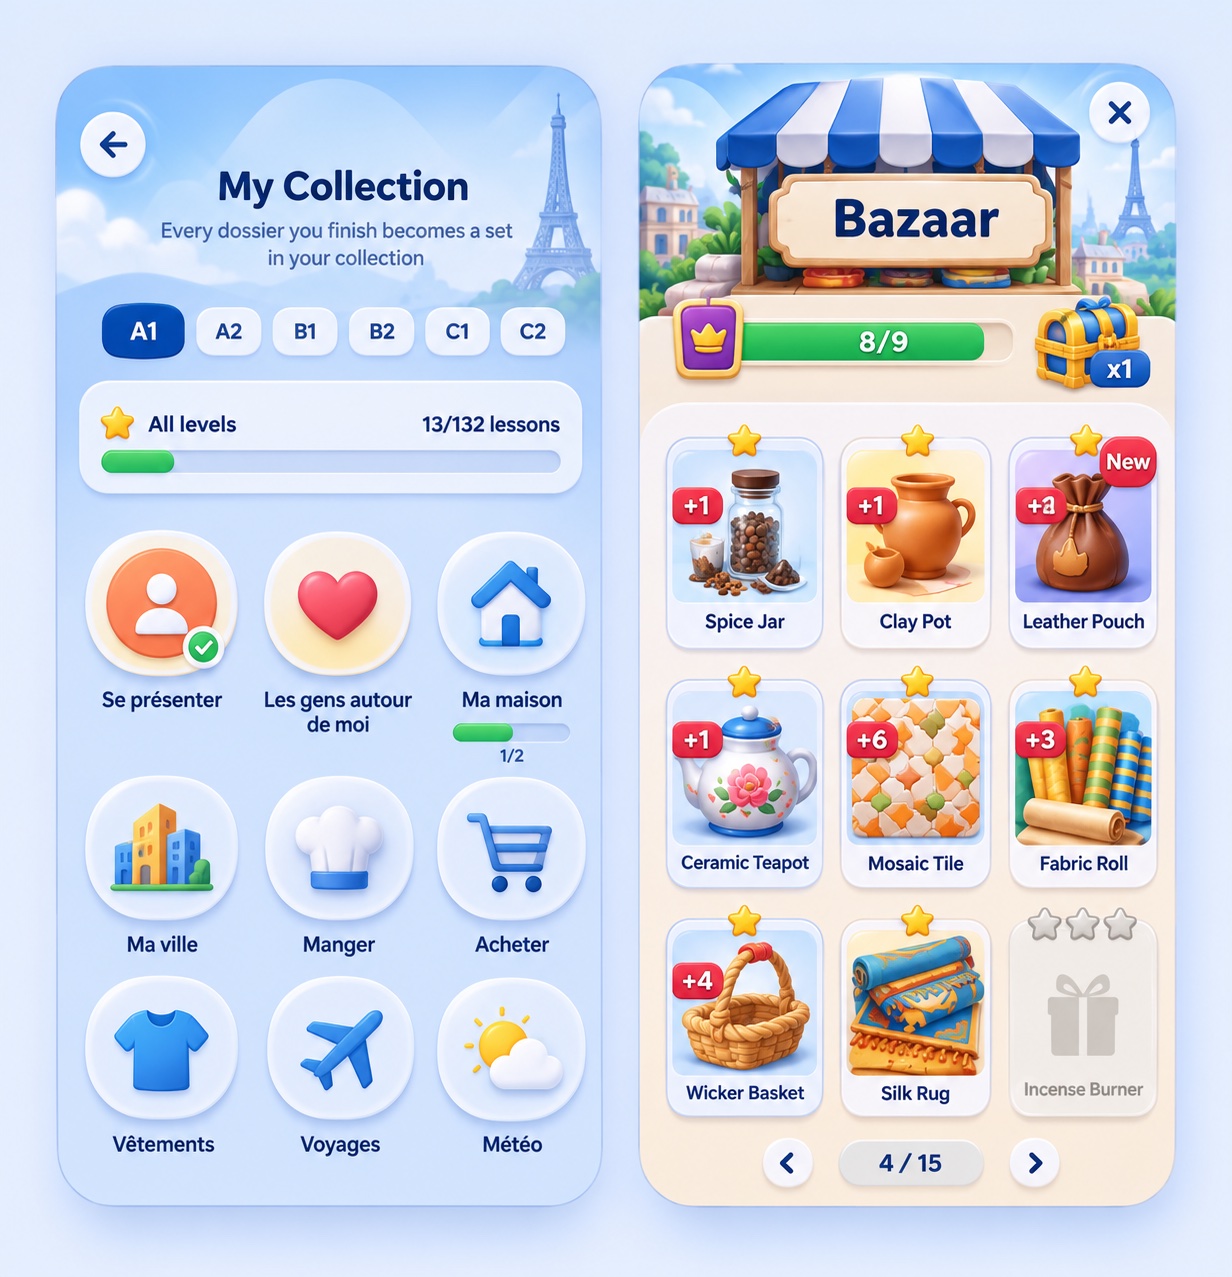 My Collection
Every dossier you finish becomes a set
in your collection
A1
A2
B1
B2
C1
C2
All levels
13/132 lessons
Se présenter
Les gens autour
de moi
Ma maison
1/2
Ma ville
Manger
Acheter
Vêtements
Voyages
Météo
Bazaar
8/9
x1
+1
Spice Jar
+1
Clay Pot
New
Leather Pouch
+1
Ceramic Teapot
+6
Mosaic Tile
+3
Fabric Roll
+4
Wicker Basket
Silk Rug
Incense Burner
4 / 15